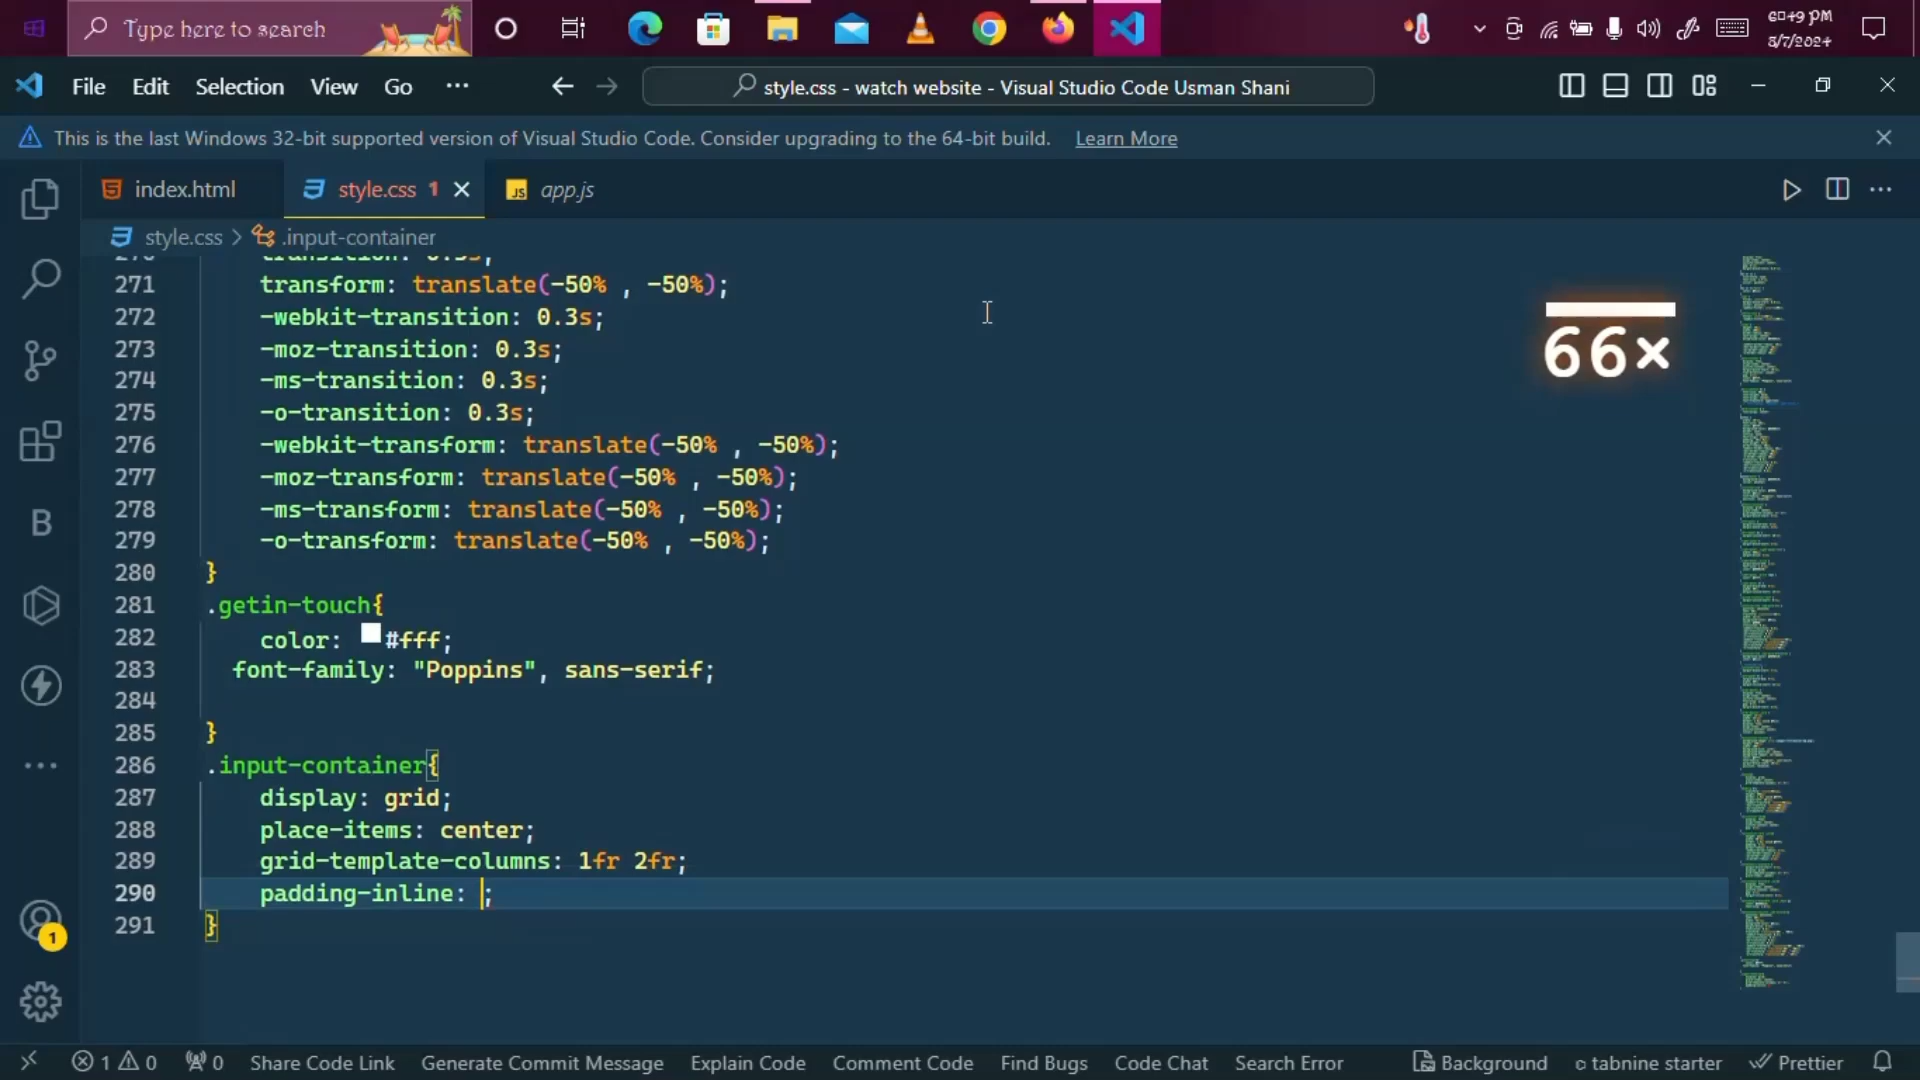 Type here to search
6:49 PM
5/7/2024
File Edit Selection View Go ...
style.css - watch website - Visual Studio Code Usman Shani
This is the last Windows 32-bit supported version of Visual Studio Code. Consider upgrading to the 64-bit build. Learn More
index.html
style.css 1
JS app.js
style.css > .input-container
271 transform: translate(-50% , -50%);
272 -webkit-transition: 0.3s;
66×
273 -moz-transition: 0.3s;
274 -ms-transition: 0.3s;
275 -o-transition: 0.3s;
276 -webkit-transform: translate(-50% , -50%);
277 -moz-transform: translate(-50% , -50%);
278 -ms-transform: translate(-50% , -50%);
279 -o-transform: translate(-50% , -50%);
280 }
281 .getin-touch{
282 color: #fff;
283 font-family: "Poppins", sans-serif;
284
285 }
286 .input-container{
287 display: grid;
288 place-items: center;
289 grid-template-columns: 1fr 2fr;
290 padding-inline: ;
291 }
B
1
1 0 0 Share Code Link Generate Commit Message Explain Code Comment Code Find Bugs Code Chat Search Error Background tabnine starter Prettier